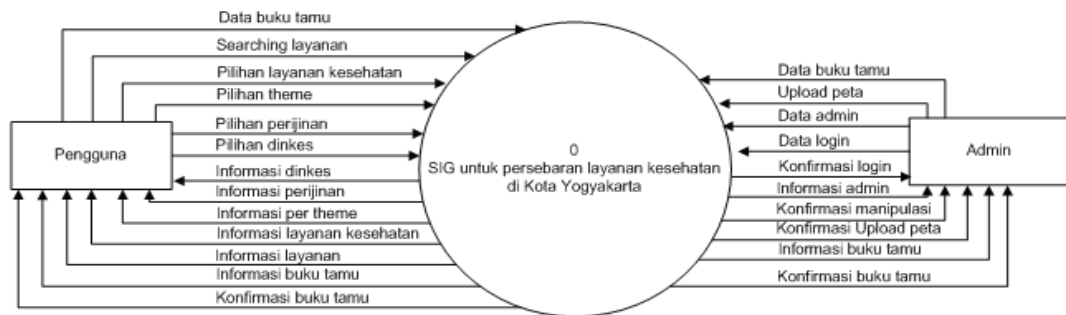 Data buku tamu
Searching layanan
Pilihan layanan kesehatan
Pilihan theme
Pilihan perijinan
Pilihan dinkes
Pengguna
Informasi dinkes
Informasi perijinan
Informasi per theme
Informasi layanan kesehatan
Informasi layanan
Informasi buku tamu
Konfirmasi buku tamu
0
SIG untuk persebaran layanan kesehatan
di Kota Yogyakarta
Data buku tamu
Upload peta
Data admin
Data login
Admin
Konfirmasi login
Informasi admin
Konfirmasi manipulasi
Konfirmasi Upload peta
Informasi buku tamu
Konfirmasi buku tamu